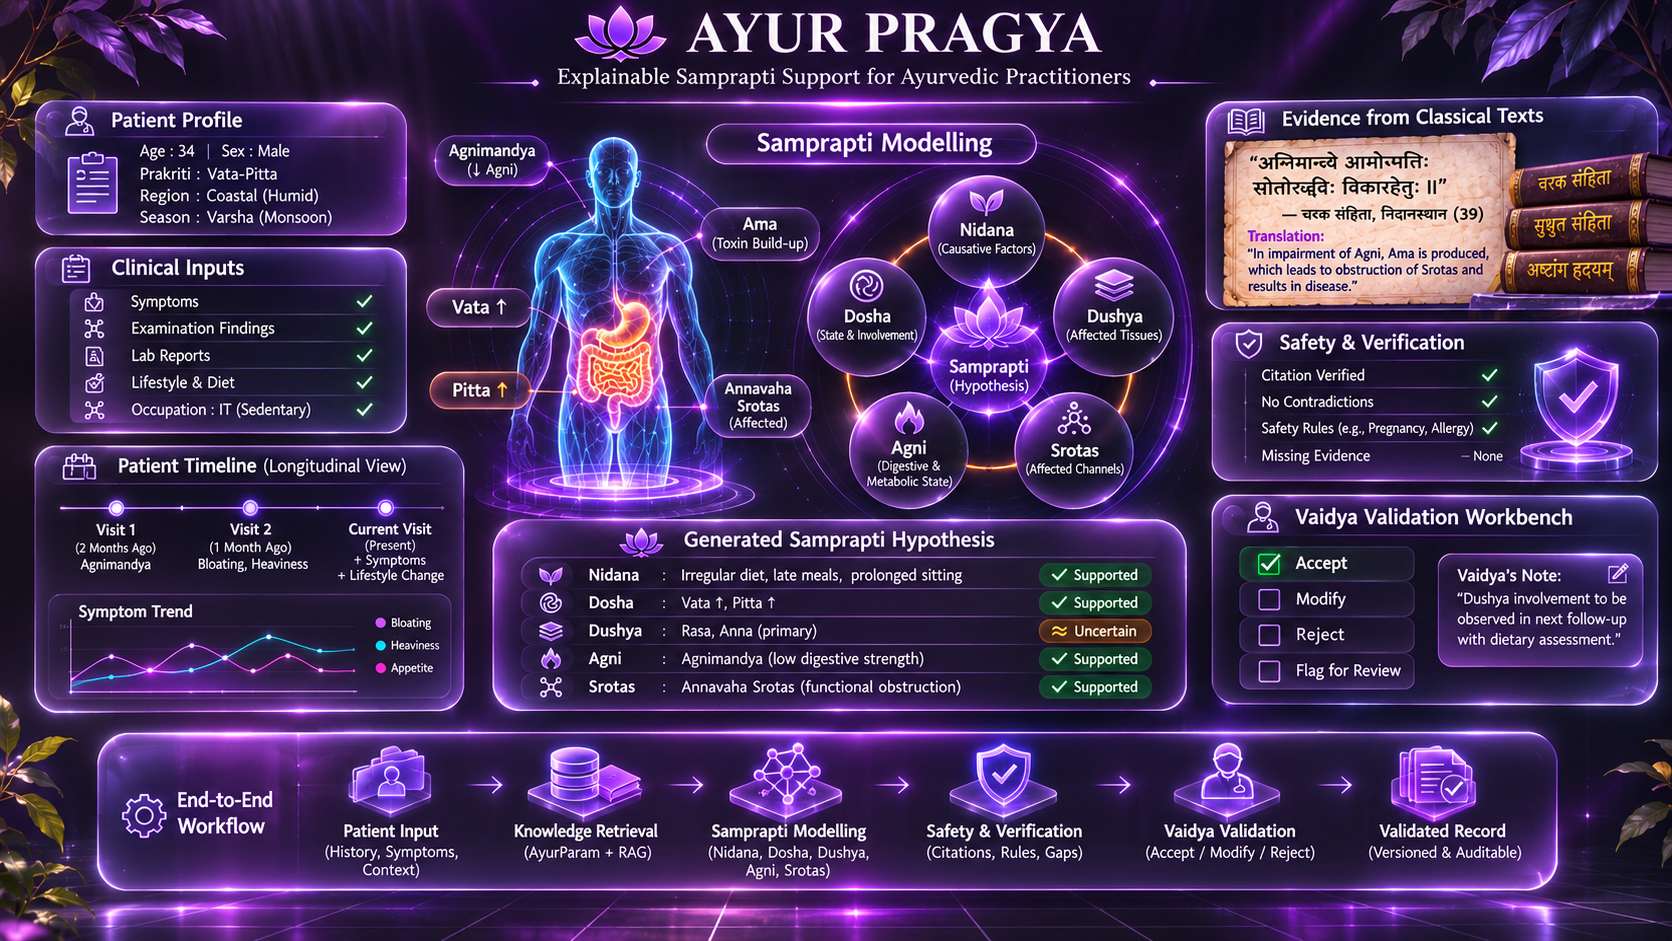 AYUR PRAGYA
Explainable Samprapti Support for Ayurvedic Practitioners
Patient Profile
Age : 34 | Sex : Male
Prakriti : Vata-Pitta
Region : Coastal (Humid)
Season : Varsha (Monsoon)
Clinical Inputs
Symptoms
Examination Findings
Lab Reports
Lifestyle & Diet
Occupation : IT (Sedentary)
Patient Timeline (Longitudinal View)
Visit 1
(2 Months Ago)
Agnimandya
Visit 2
(1 Month Ago)
Bloating, Heaviness
Current Visit
(Present)
+ Symptoms
+ Lifestyle Change
Symptom Trend
Bloating
Heaviness
Appetite
Agnimandya
(↓ Agni)
Ama
(Toxin Build-up)
Vata ↑
Pitta ↑
Annavaha
Srotas
(Affected)
Samprapti Modelling
Nidana
(Causative Factors)
Dosha
(State & Involvement)
Dushya
(Affected Tissues)
Samprapti
(Hypothesis)
Agni
(Digestive &
Metabolic State)
Srotas
(Affected Channels)
Generated Samprapti Hypothesis
Nidana : Irregular diet, late meals, prolonged sitting Supported
Dosha : Vata ↑, Pitta ↑ Supported
Dushya : Rasa, Anna (primary) ≈ Uncertain
Agni : Agnimandya (low digestive strength) Supported
Srotas : Annavaha Srotas (functional obstruction) Supported
Evidence from Classical Texts
— चरक संहिता, निदानस्थान (39)
Translation:
"In impairment of Agni, Ama is produced,
which leads to obstruction of Srotas and
results in disease."
चरक संहिता
सुश्रुत संहिता
अष्टांग हृदयम्
Safety & Verification
Citation Verified
No Contradictions
Safety Rules (e.g., Pregnancy, Allergy)
Missing Evidence – None
Vaidya Validation Workbench
Accept
Modify
Reject
Flag for Review
Vaidya's Note:
"Dushya involvement to be
observed in next follow-up
with dietary assessment."
End-to-End
Workflow
Patient Input
(History, Symptoms,
Context)
Knowledge Retrieval
(AyurParam + RAG)
Samprapti Modelling
(Nidana, Dosha, Dushya,
Agni, Srotas)
Safety & Verification
(Citations, Rules, Gaps)
Vaidya Validation
(Accept / Modify / Reject)
Validated Record
(Versioned & Auditable)